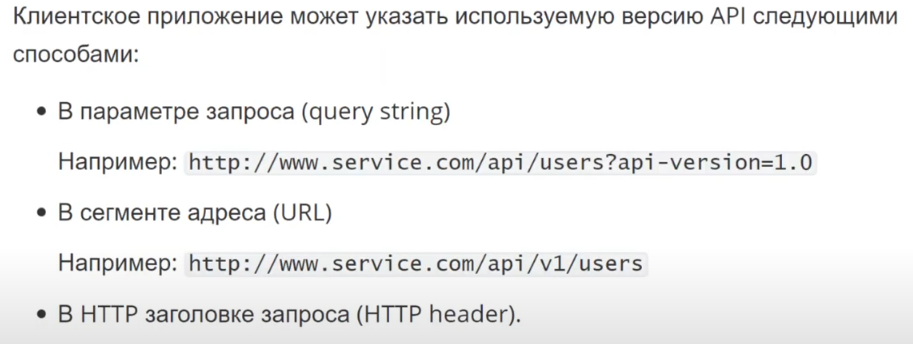 Клиентское приложение может указать используемую версию API следующими
способами:
• В параметре запроса (query string)
Например: http://www.service.com/api/users?api-version=1.0
• В сегменте адреса (URL)
Например: http://www.service.com/api/v1/users
• В HTTP заголовке запроса (HTTP header).